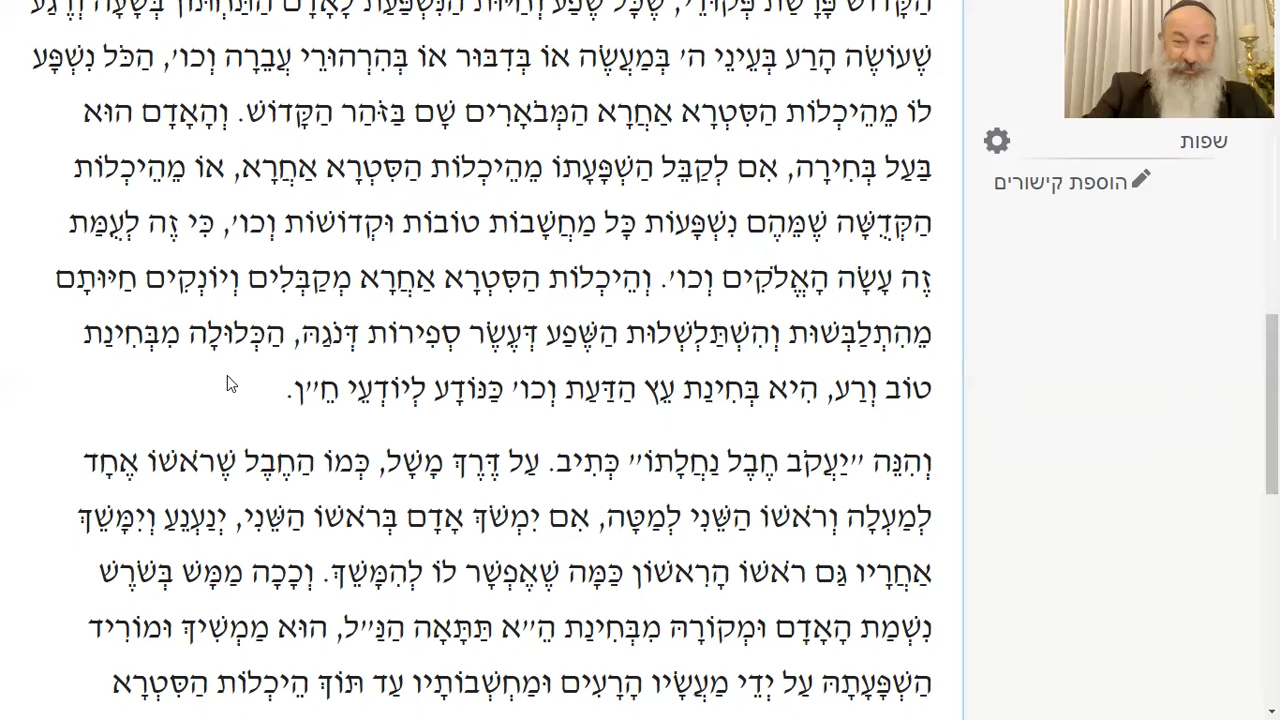 הַקָּדוֹשׁ פָּרָשַׁת פְּקוּדֵי, שֶׁכָּל שֶׁפַע וְחַיּוּת הַנִּשְׁפַּעַת לָאָדָם הַתַּחְתּוֹן בְּשָׁעָה וְרֶגַע
שֶׁעוֹשֶׂה הָרַע בְּעֵינֵי ה׳ בְּמַעֲשֶׂה אוֹ בְּדִבּוּר אוֹ בְּהִרְהוּרֵי עֲבֵרָה וְכוּ׳, הַכֹּל נִשְׁפָּע
לוֹ מֵהֵיכְלוֹת הַסִּטְרָא אַחֲרָא הַמְּבֹאָרִים שָׁם בַּזֹּהַר הַקָּדוֹשׁ. וְהָאָדָם הוּא
בַּעַל בְּחִירָה, אִם לְקַבֵּל הַשְׁפָּעָתוֹ מֵהֵיכְלוֹת הַסִּטְרָא אַחֲרָא, אוֹ מֵהֵיכְלוֹת
הַקְּדֻשָּׁה שֶׁמֵּהֶם נִשְׁפָּעוֹת כָּל מַחֲשָׁבוֹת טוֹבוֹת וּקְדוֹשׁוֹת וְכוּ׳, כִּי זֶה לְעֻמַּת
זֶה עָשָׂה הָאֱלֹקִים וְכוּ׳. וְהֵיכְלוֹת הַסִּטְרָא אַחֲרָא מְקַבְּלִים וְיוֹנְקִים חַיּוּתָם
מֵהִתְלַבְּשׁוּת וְהִשְׁתַּלְשְׁלוּת הַשֶּׁפַע דְּעֶשֶׂר סְפִירוֹת דְּנֹגַהּ, הַכְּלוּלָה מִבְּחִינַת
טוֹב וְרַע, הִיא בְּחִינַת עֵץ הַדַּעַת וְכוּ׳ כַּנּוֹדָע לְיוֹדְעֵי חֵ״ן.
וְהִנֵּה ״יַעֲקֹב חֶבֶל נַחֲלָתוֹ״ כְּתִיב. עַל דֶּרֶךְ מָשָׁל, כְּמוֹ הַחֶבֶל שֶׁרֹאשׁוֹ אֶחָד
לְמַעְלָה וְרֹאשׁוֹ הַשֵּׁנִי לְמַטָּה, אִם יִמְשֹׁךְ אָדָם בְּרֹאשׁוֹ הַשֵּׁנִי, יְנַעְנֵעַ וְיִמָּשֵׁךְ
אַחֲרָיו גַּם רֹאשׁוֹ הָרִאשׁוֹן כַּמָּה שֶׁאֶפְשָׁר לוֹ לְהִמָּשֵׁךְ. וְכָכָה מַמָּשׁ בְּשֹׁרֶשׁ
נִשְׁמַת הָאָדָם וּמְקוֹרָהּ מִבְּחִינַת הֵ״א תַּתָּאָה הַנַּ״ל, הוּא מַמְשִׁיךְ וּמוֹרִיד
הַשְׁפָּעָתָהּ עַל יְדֵי מַעֲשָׂיו הָרָעִים וּמַחְשְׁבוֹתָיו עַד תּוֹךְ הֵיכְלוֹת הַסִּטְרָא
שפות
הוספת קישורים